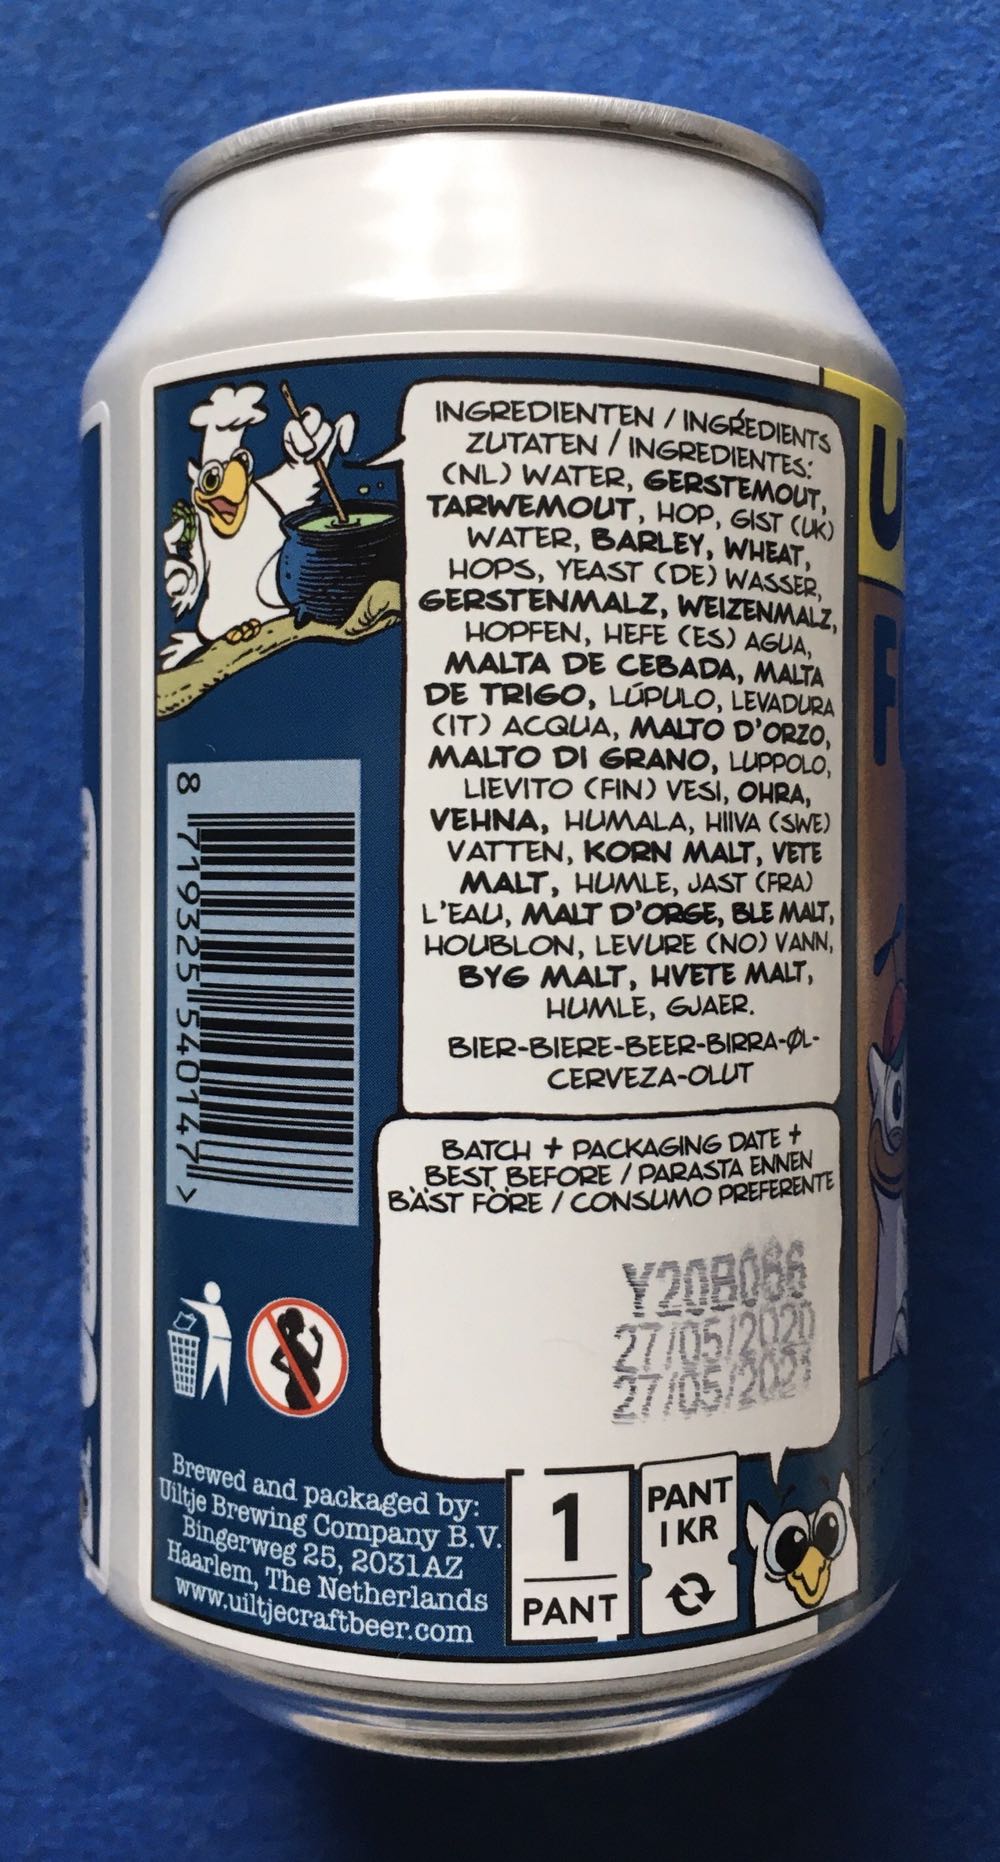 INGREDIENTEN / INGREDIENTS
ZUTATEN / INGREDIENTES:
(NL) WATER, GERSTEMOUT,
TARWEMOUT, HOP, GIST (UK)
WATER, BARLEY, WHEAT,
HOPS, YEAST (DE) WASSER,
GERSTENMALZ, WEIZENMALZ,
HOPFEN, HEFE (ES) AGUA,
MALTA DE CEBADA, MALTA
DE TRIGO, LÚPULO, LEVADURA
(IT) ACQUA, MALTO D'ORZO,
MALTO DI GRANO, LUPPOLO,
LIEVITO (FIN) VESI, OHRA,
VEHNA, HUMALA, HIIVA (SWE)
VATTEN, KORN MALT, VETE
MALT, HUMLE, JAST (FRA)
L'EAU, MALT D'ORGE, BLE MALT,
HOUBLON, LEVURE (NO) VANN,
BYG MALT, HVETE MALT,
HUMLE, GJAER.
BIER-BIERE-BEER-BIRRA-ØL-
CERVEZA-OLUT
BATCH + PACKAGING DATE +
BEST BEFORE / PARASTA ENNEN
BÄST FÖRE / CONSUMO PREFERENTE
Y20B086
27/05/2020
27/05/2021
8 719325 540147 >
Brewed and packaged by:
Uiltje Brewing Company B.V.
Bingerweg 25, 2031AZ
Haarlem, The Netherlands
www.uiltjecraftbeer.com
1
PANT
PANT
1 KR